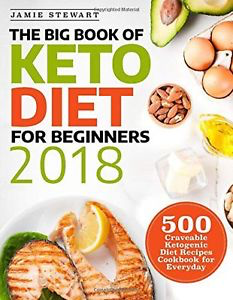 JAMIE STEWART
THE BIG BOOK OF
KETO
DIET
FOR BEGINNERS
2018
500
Craveable
Ketogenic
Diet Recipes
Cookbook for
Everyday